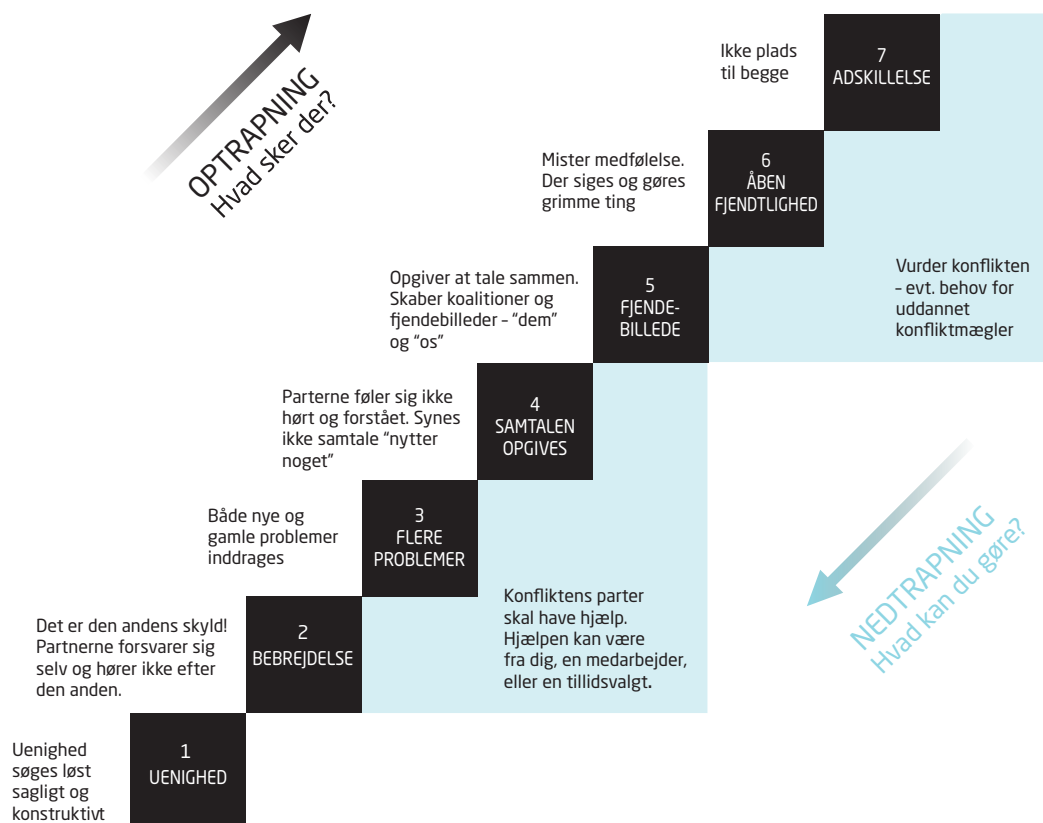 OPTRAPNING
Hvad sker der?
Ikke plads
til begge
7
ADSKILLELSE
Mister medfølelse.
Der siges og gøres
grimme ting
6
ÅBEN
FJENDTLIGHED
Opgiver at tale sammen.
Skaber koalitioner og
fjendebilleder – “dem”
og “os”
5
FJENDE-
BILLEDE
Vurder konflikten
– evt. behov for
uddannet
konfliktmægler
Parterne føler sig ikke
hørt og forstået. Synes
ikke samtale “nytter
noget”
4
SAMTALEN
OPGIVES
Både nye og
gamle problemer
inddrages
3
FLERE
PROBLEMER
NEDTRAPNING
Hvad kan du gøre?
Konfliktens parter
skal have hjælp.
Hjælpen kan være
fra dig, en medarbejder,
eller en tillidsvalgt.
Det er den andens skyld!
Partnerne forsvarer sig
selv og hører ikke efter
den anden.
2
BEBREJDELSE
Uenighed
søges løst
sagligt og
konstruktivt
1
UENIGHED